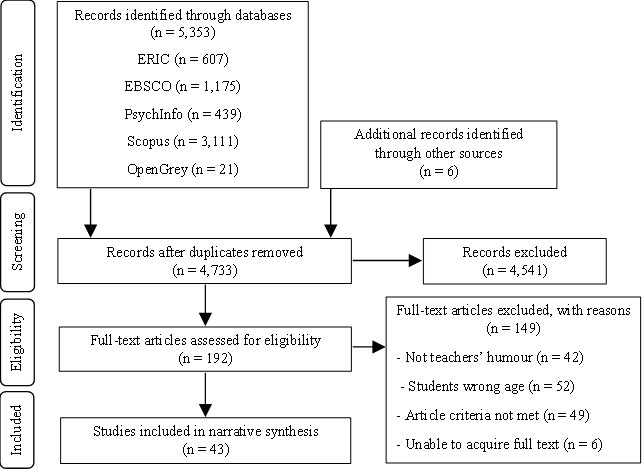 Identification
Records identified through databases
(n = 5,353)
ERIC (n = 607)
EBSCO (n = 1,175)
PsychInfo (n = 439)
Scopus (n = 3,111)
OpenGrey (n = 21)
Additional records identified
through other sources
(n = 6)
Screening
Records after duplicates removed
(n = 4,733)
Records excluded
(n = 4,541)
Eligibility
Full-text articles assessed for eligibility
(n = 192)
Full-text articles excluded, with reasons
(n = 149)
- Not teachers’ humour (n = 42)
- Students wrong age (n = 52)
- Article criteria not met (n = 49)
- Unable to acquire full text (n = 6)
Included
Studies included in narrative synthesis
(n = 43)